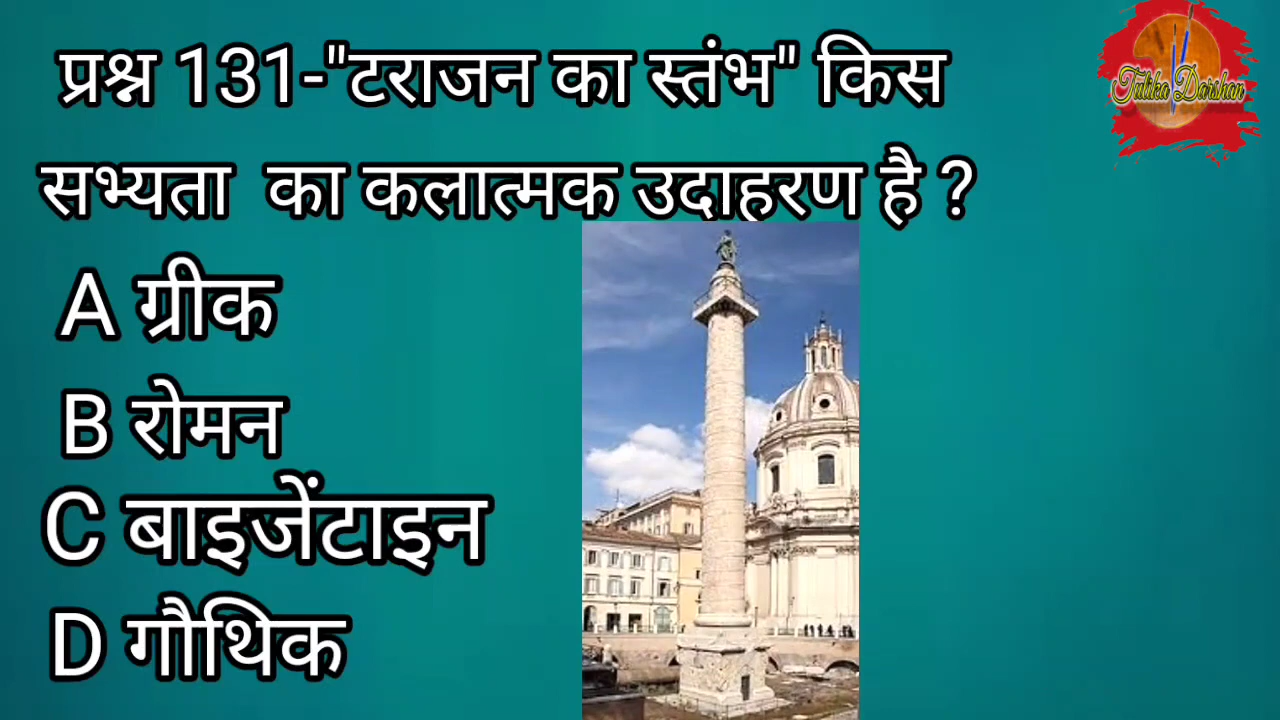 प्रश्न 131-"टराजन का स्तंभ" किस
सभ्यता का कलात्मक उदाहरण है ?
A ग्रीक
B रोमन
C बाइजेंटाइन
D गौथिक
Tulika Darshan